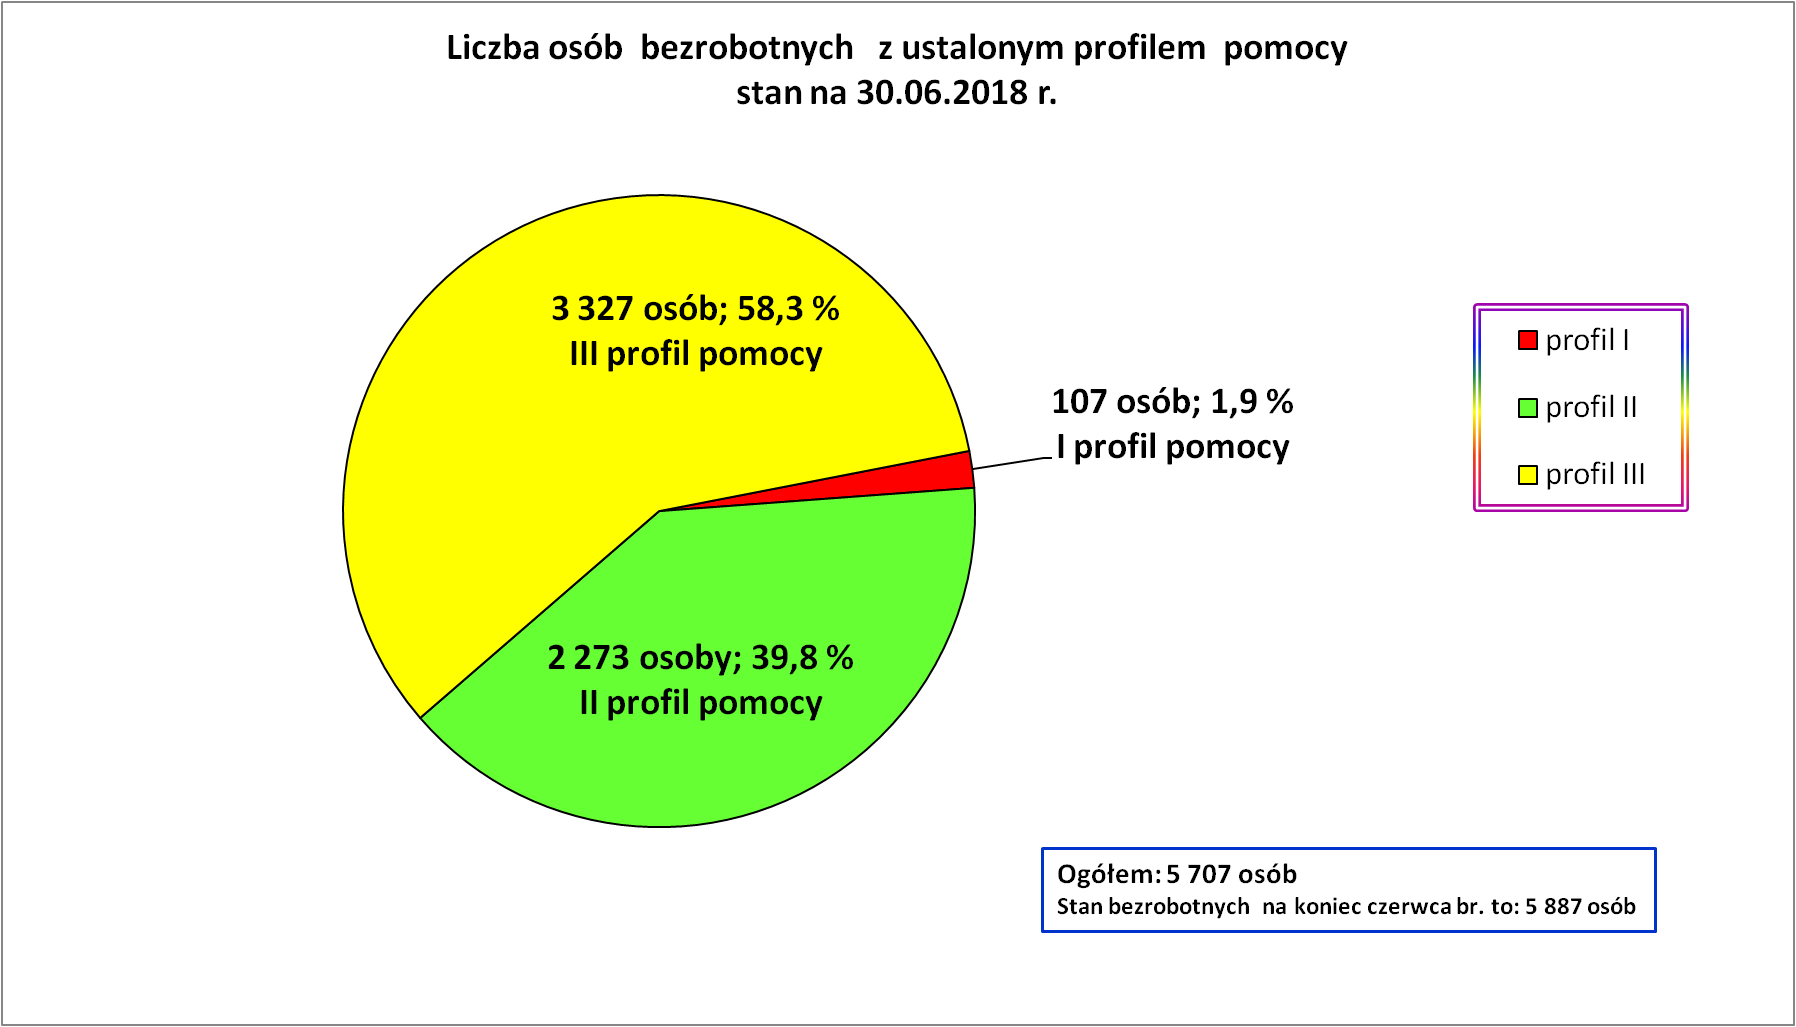 Liczba osób bezrobotnych z ustalonym profilem pomocy
stan na 30.06.2018 r.
3 327 osób; 58,3 %
III profil pomocy
107 osób; 1,9 %
I profil pomocy
2 273 osoby; 39,8 %
II profil pomocy
profil I
profil II
profil III
Ogółem: 5 707 osób
Stan bezrobotnych na koniec czerwca br. to: 5 887 osób